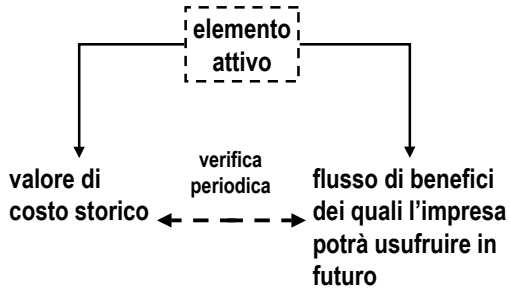 elemento
attivo
verifica
periodica
valore di
costo storico
flusso di benefici
dei quali l'impresa
potrà usufruire in
futuro